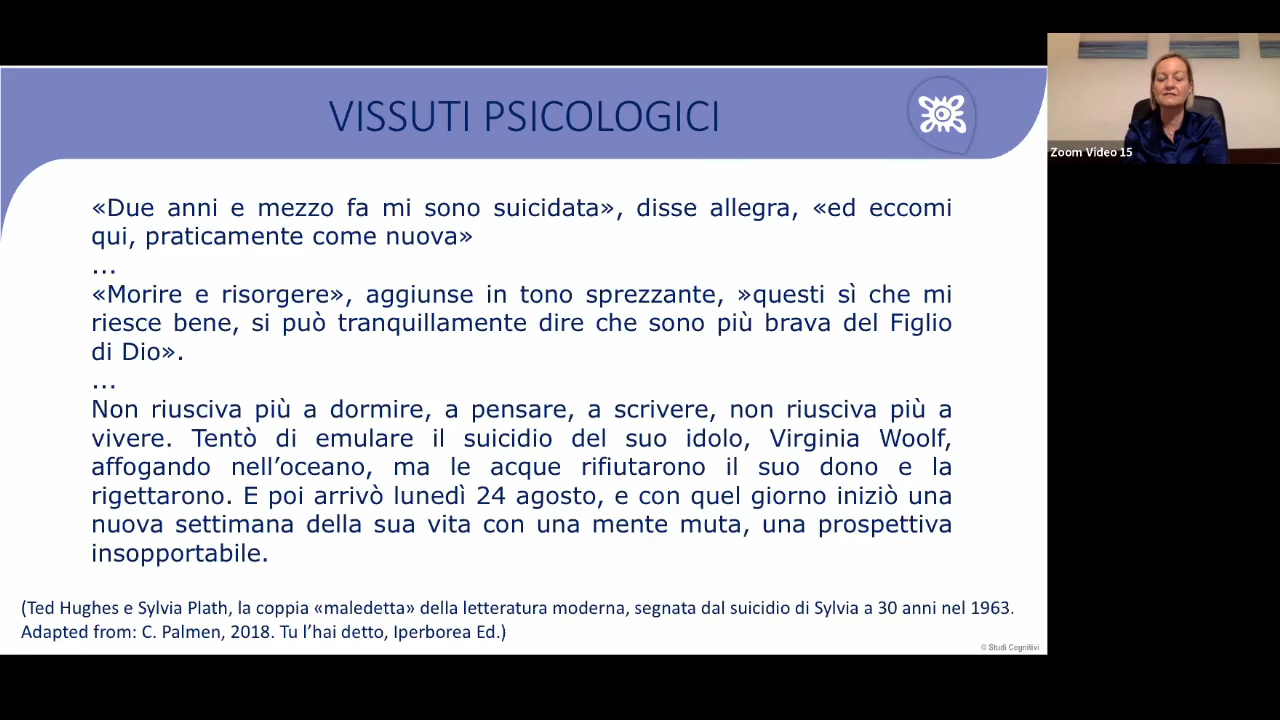 VISSUTI PSICOLOGICI
Zoom Video 15
«Due anni e mezzo fa mi sono suicidata», disse allegra, «ed eccomi
qui, praticamente come nuova»
...
«Morire e risorgere», aggiunse in tono sprezzante, »questi sì che mi
riesce bene, si può tranquillamente dire che sono più brava del Figlio
di Dio».
...
Non riusciva più a dormire, a pensare, a scrivere, non riusciva più a
vivere. Tentò di emulare il suicidio del suo idolo, Virginia Woolf,
affogando nell’oceano, ma le acque rifiutarono il suo dono e la
rigettarono. E poi arrivò lunedì 24 agosto, e con quel giorno iniziò una
nuova settimana della sua vita con una mente muta, una prospettiva
insopportabile.
(Ted Hughes e Sylvia Plath, la coppia «maledetta» della letteratura moderna, segnata dal suicidio di Sylvia a 30 anni nel 1963.
Adapted from: C. Palmen, 2018. Tu l’hai detto, Iperborea Ed.)
© Studi Cognitivi